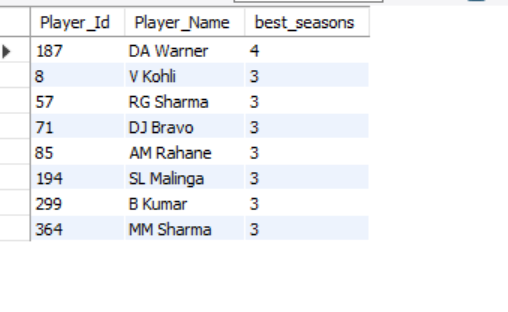 Player_Id Player_Name best_seasons
187 DA Warner 4
8 V Kohli 3
57 RG Sharma 3
71 DJ Bravo 3
85 AM Rahane 3
194 SL Malinga 3
299 B Kumar 3
364 MM Sharma 3